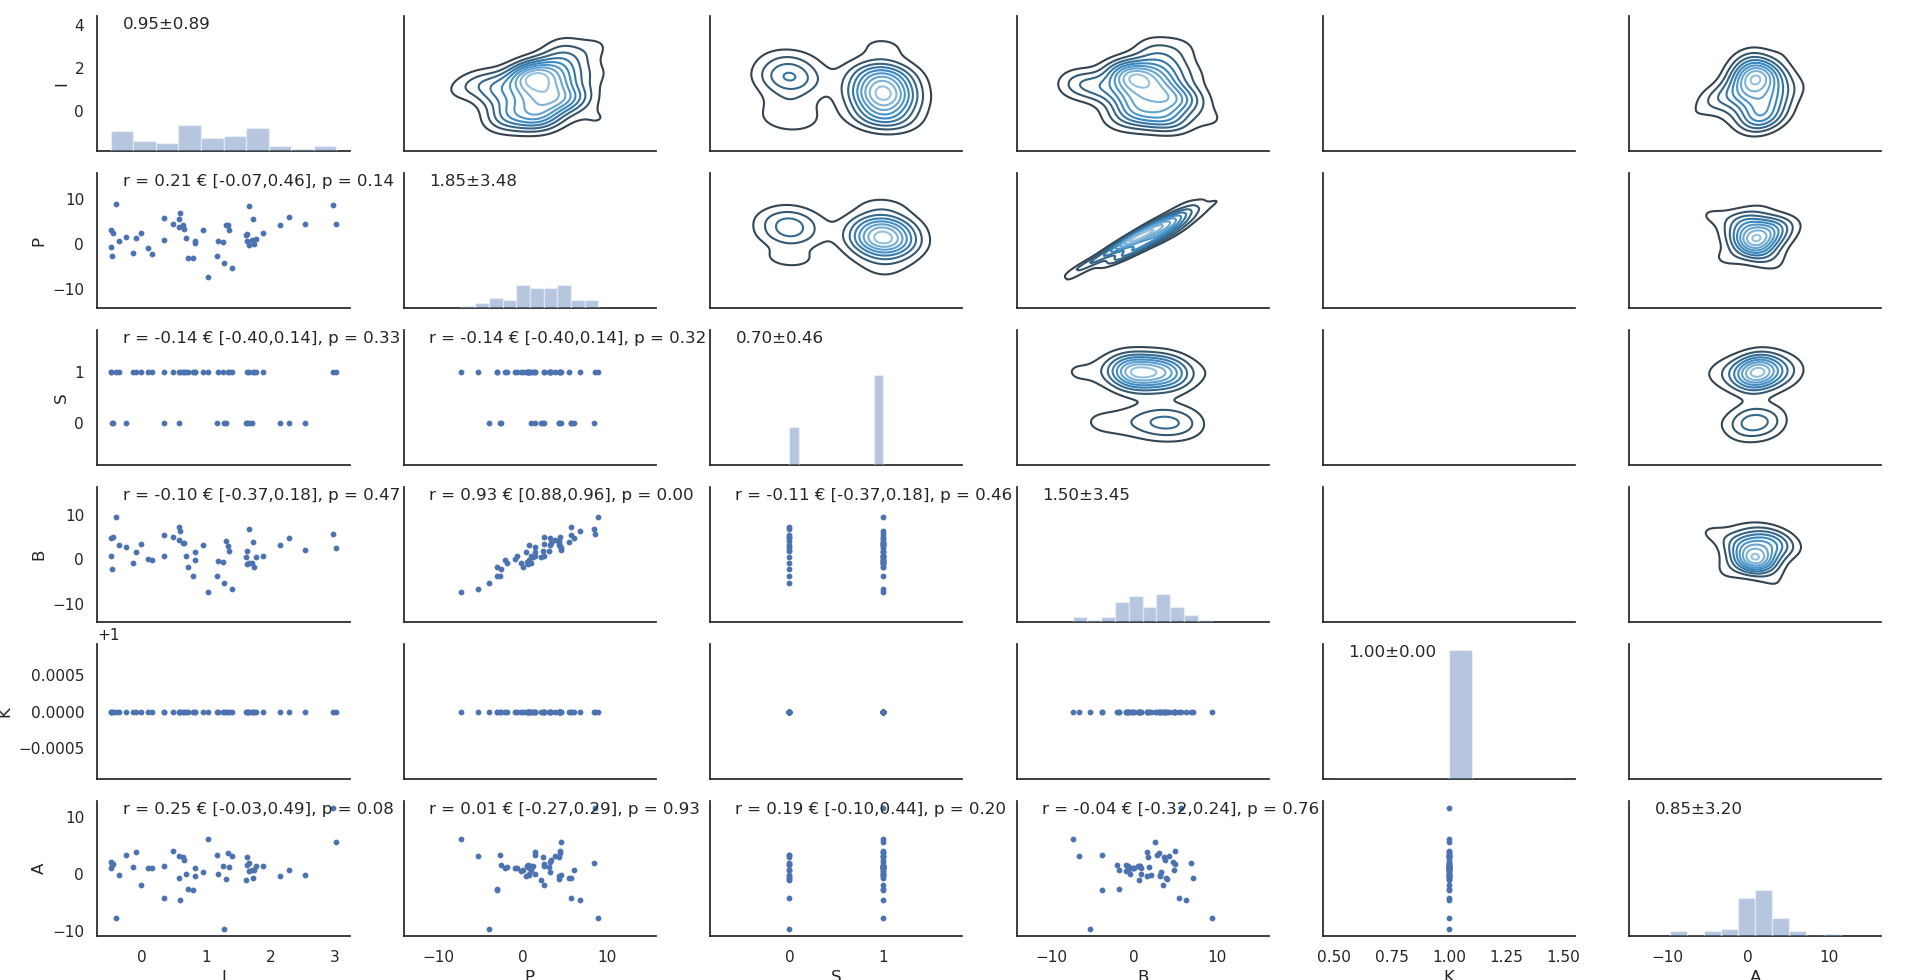 4
2
0
I
0.95±0.89
10
0
−10
P
r = 0.21 € [-0.07,0.46], p = 0.14
1.85±3.48
1
0
S
r = -0.14 € [-0.40,0.14], p = 0.33
r = -0.14 € [-0.40,0.14], p = 0.32
0.70±0.46
10
0
−10
B
r = -0.10 € [-0.37,0.18], p = 0.47
r = 0.93 € [0.88,0.96], p = 0.00
r = -0.11 € [-0.37,0.18], p = 0.46
1.50±3.45
+1
0.0005
0.0000
−0.0005
K
1.00±0.00
10
0
−10
A
r = 0.25 € [-0.03,0.49], p = 0.08
r = 0.01 € [-0.27,0.29], p = 0.93
r = 0.19 € [-0.10,0.44], p = 0.20
r = -0.04 € [-0.32,0.24], p = 0.76
0.85±3.20
0 1 2 3
−10 0 10
0 1
−10 0 10
0.50 0.75 1.00 1.25 1.50
−10 0 10
I
P
S
B
K
A